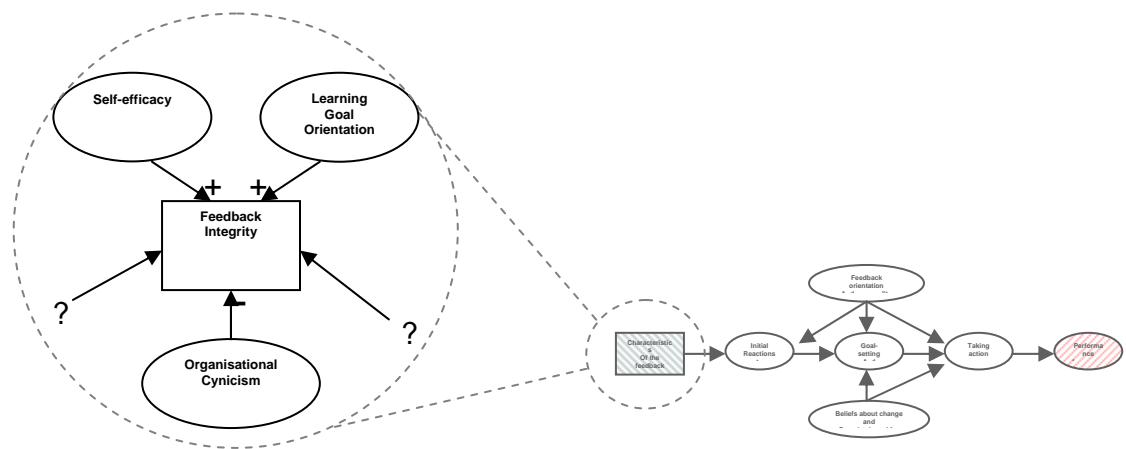 Self-efficacy
Learning
Goal
Orientation
+ +
Feedback
Integrity
? ?
-
Organisational
Cynicism
Feedback
orientation
Characteristic
s
Of the
feedback
Initial
Reactions
Goal-
setting
Taking
action
Performa
nce
Beliefs about change
and